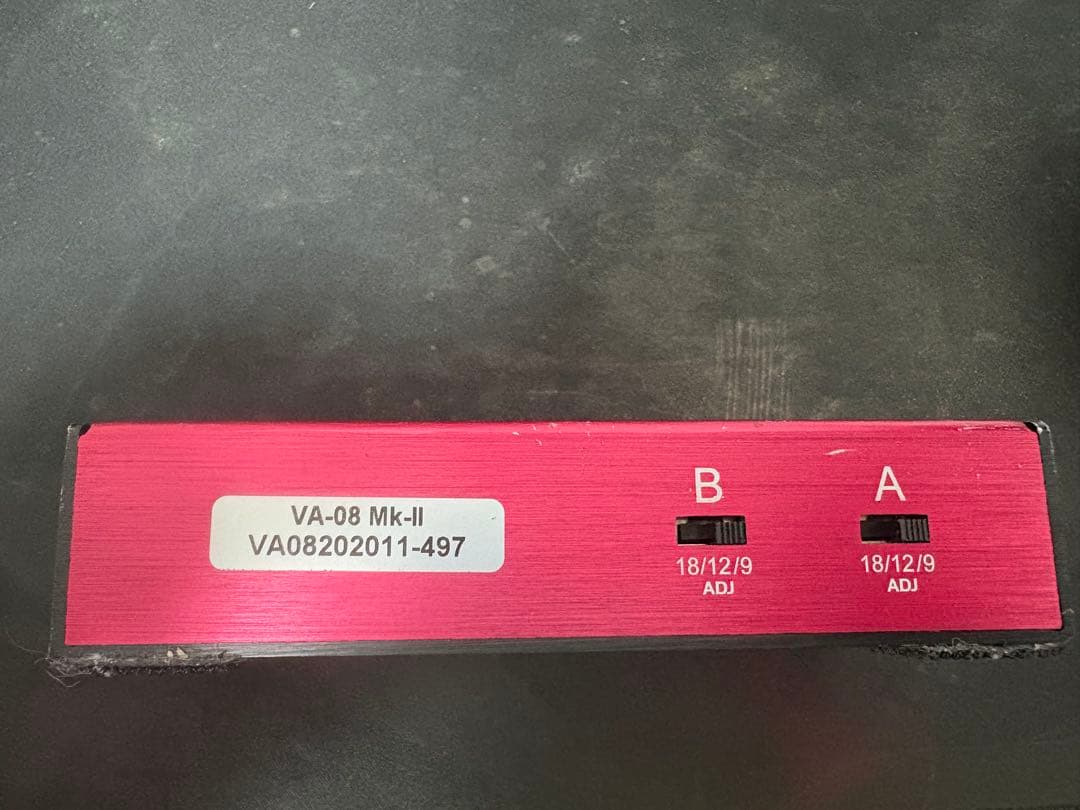 VA-08 Mk-II
VA08202011-497
B
18/12/9
ADJ
A
18/12/9
ADJ